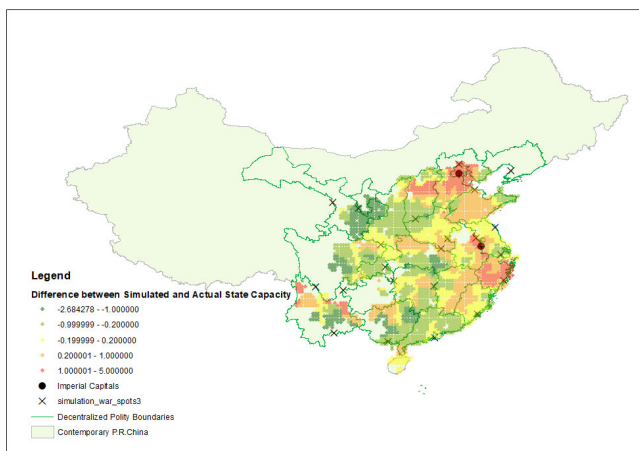 Legend
Difference between Simulated and Actual State Capacity
-2.684278 - -1.000000
-0.999999 - -0.200000
-0.199999 - 0.200000
0.200001 - 1.000000
1.000001 - 5.000000
Imperial Capitals
simulation_war_spots3
Decentralized Polity Boundaries
Contemporary P.R.China